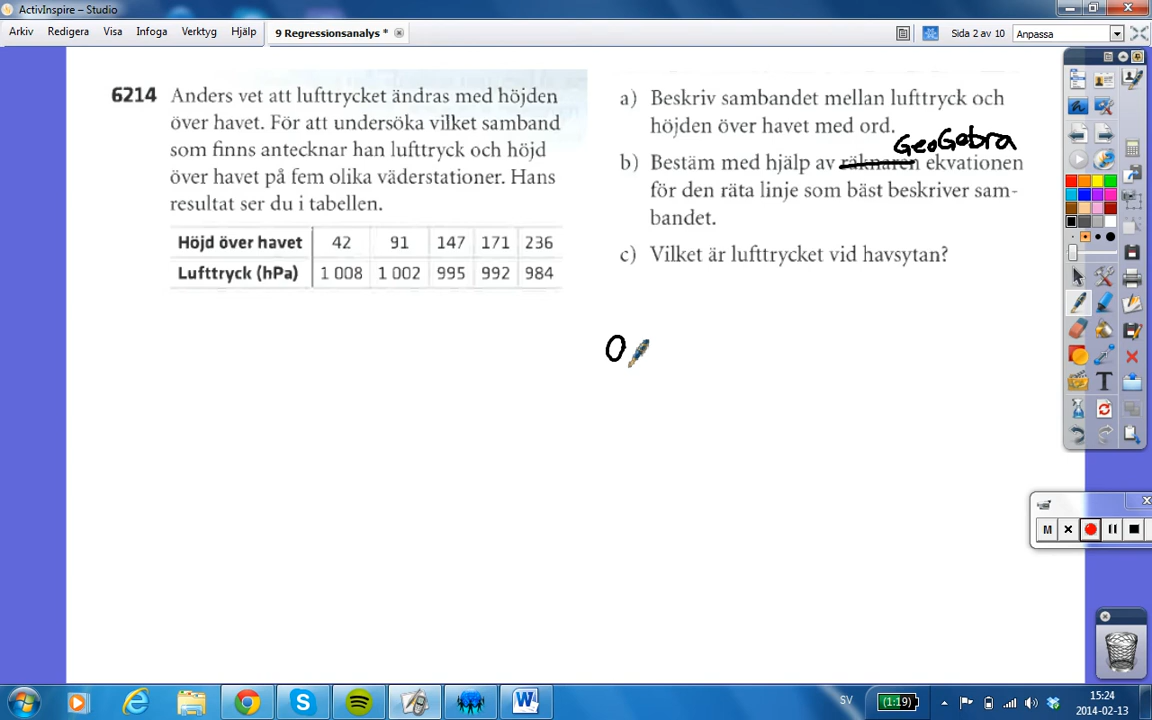 ActivInspire – Studio
Arkiv Redigera Visa Infoga Verktyg Hjälp 9 Regressionsanalys * Sida 2 av 10 Anpassa
6214 Anders vet att lufttrycket ändras med höjden
över havet. För att undersöka vilket samband
som finns antecknar han lufttryck och höjd
över havet på fem olika väderstationer. Hans
resultat ser du i tabellen.
Höjd över havet 42 91 147 171 236
Lufttryck (hPa) 1 008 1 002 995 992 984
a) Beskriv sambandet mellan lufttryck och
höjden över havet med ord.
GeoGebra
b) Bestäm med hjälp av räknaren ekvationen
för den räta linje som bäst beskriver sam-
bandet.
c) Vilket är lufttrycket vid havsytan?
0
T
M
SV (1:19) 15:24
2014-02-13